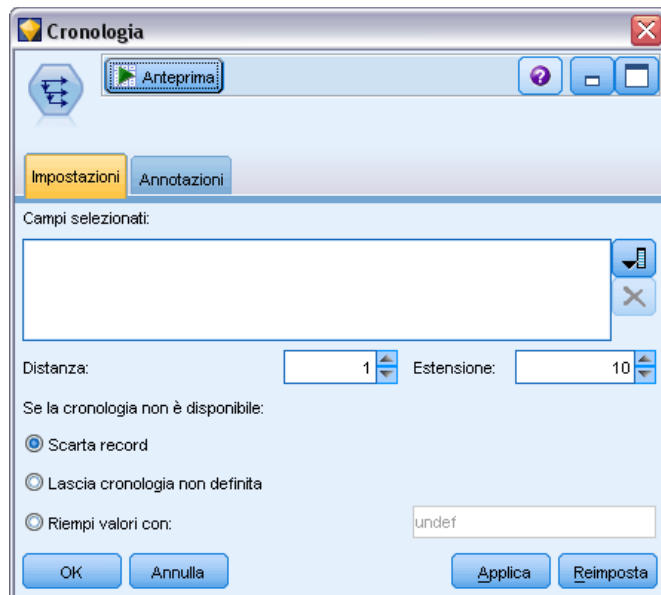 Cronologia
Anteprima
?
Impostazioni Annotazioni
Campi selezionati:
Distanza: 1 Estensione: 10
Se la cronologia non è disponibile:
Scarta record
Lascia cronologia non definita
Riempi valori con: undef
OK Annulla Applica Reimposta